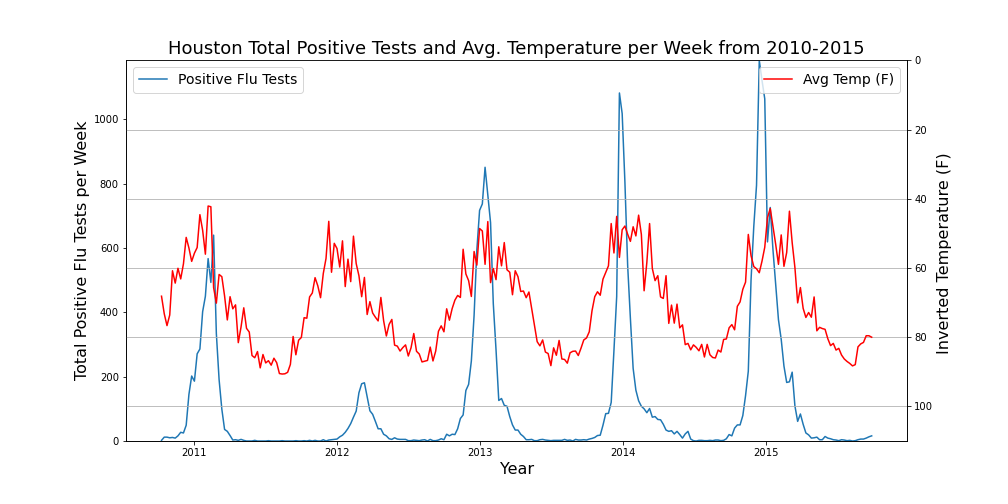 Houston Total Positive Tests and Avg. Temperature per Week from 2010-2015
Positive Flu Tests
Avg Temp (F)
Total Positive Flu Tests per Week
1000
800
600
400
200
0
0
20
40
60
80
100
Inverted Temperature (F)
2011 2012 2013 2014 2015
Year